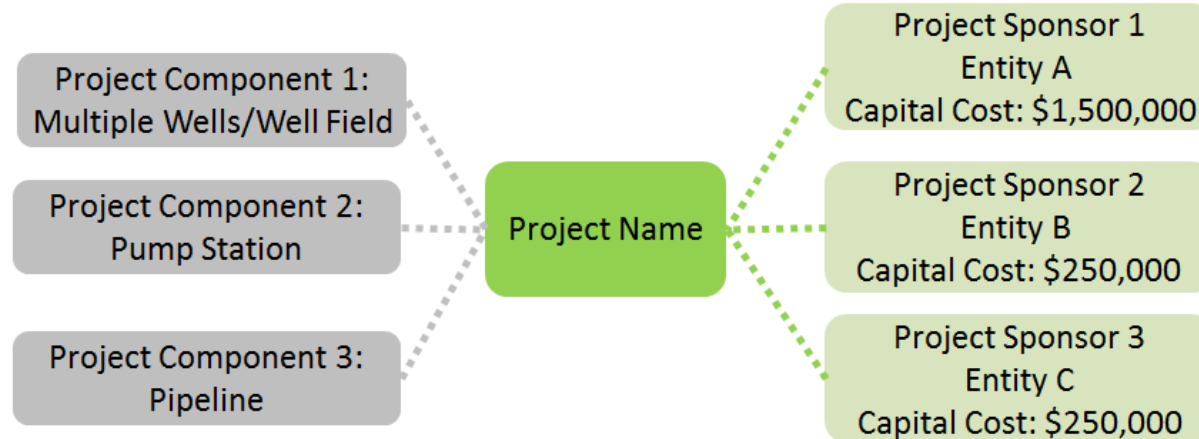 Project Component 1:
Multiple Wells/Well Field
Project Component 2:
Pump Station
Project Component 3:
Pipeline
Project Name
Project Sponsor 1
Entity A
Capital Cost: $1,500,000
Project Sponsor 2
Entity B
Capital Cost: $250,000
Project Sponsor 3
Entity C
Capital Cost: $250,000